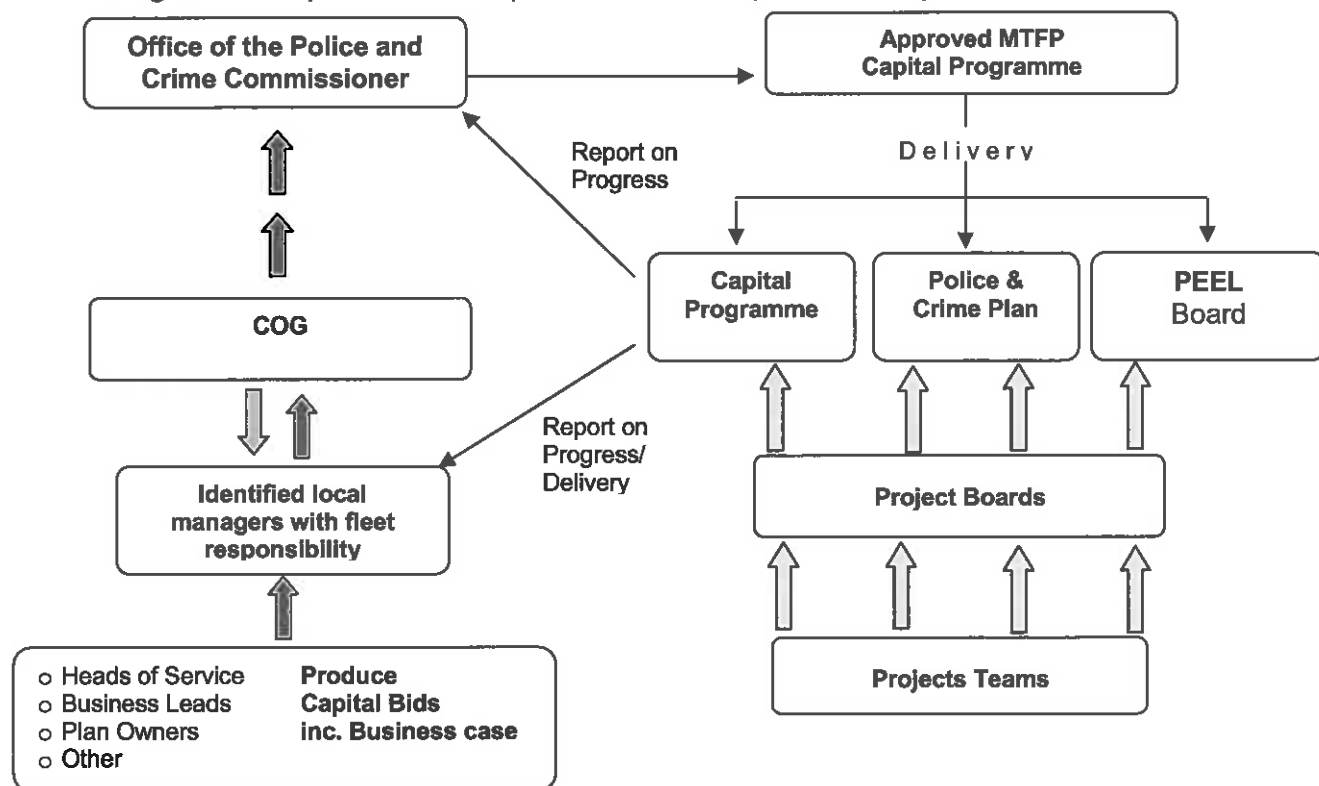 Office of the Police and
Crime Commissioner
Approved MTFP
Capital Programme
Report on
Progress
Delivery
Capital
Programme
Police &
Crime Plan
PEEL
Board
COG
Report on
Progress/
Delivery
Identified local
managers with fleet
responsibility
Project Boards
o Heads of Service
o Business Leads
o Plan Owners
o Other
Produce
Capital Bids
inc. Business case
Projects Teams